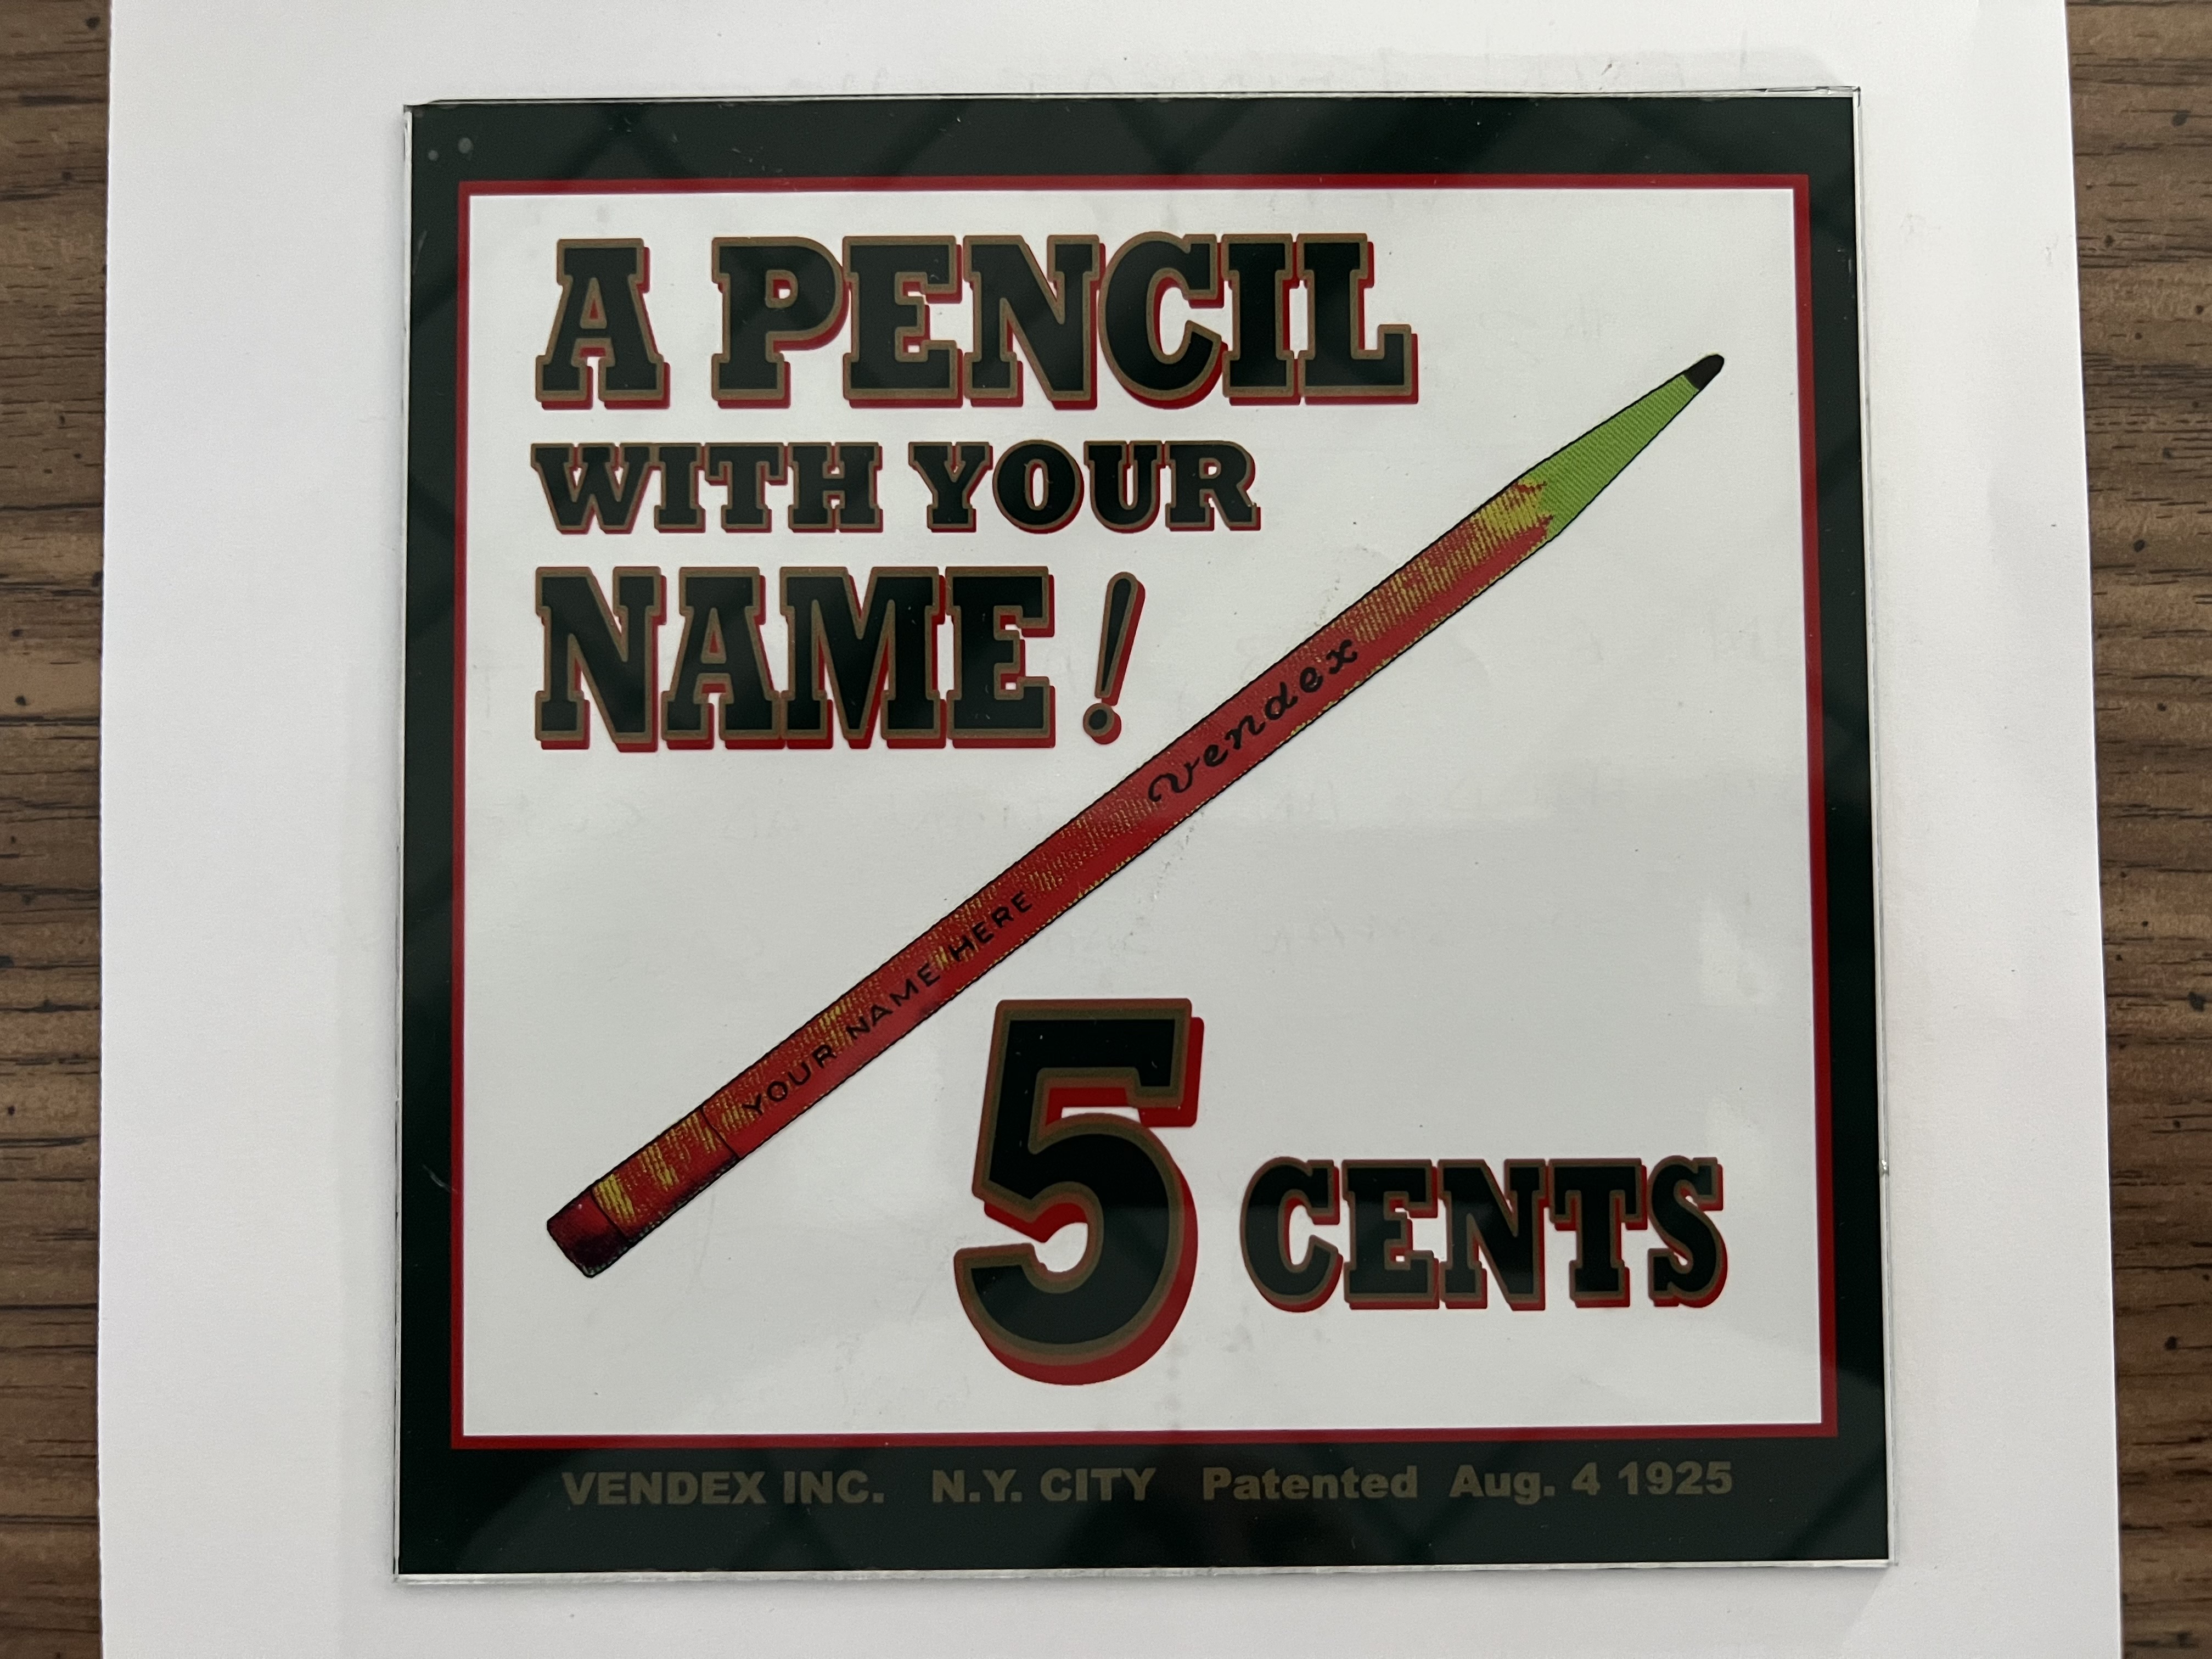 A PENCIL
WITH YOUR
NAME!
Vendex
YOUR NAME HERE
5 CENTS
VENDEX INC. N.Y. CITY Patented Aug. 4 1925